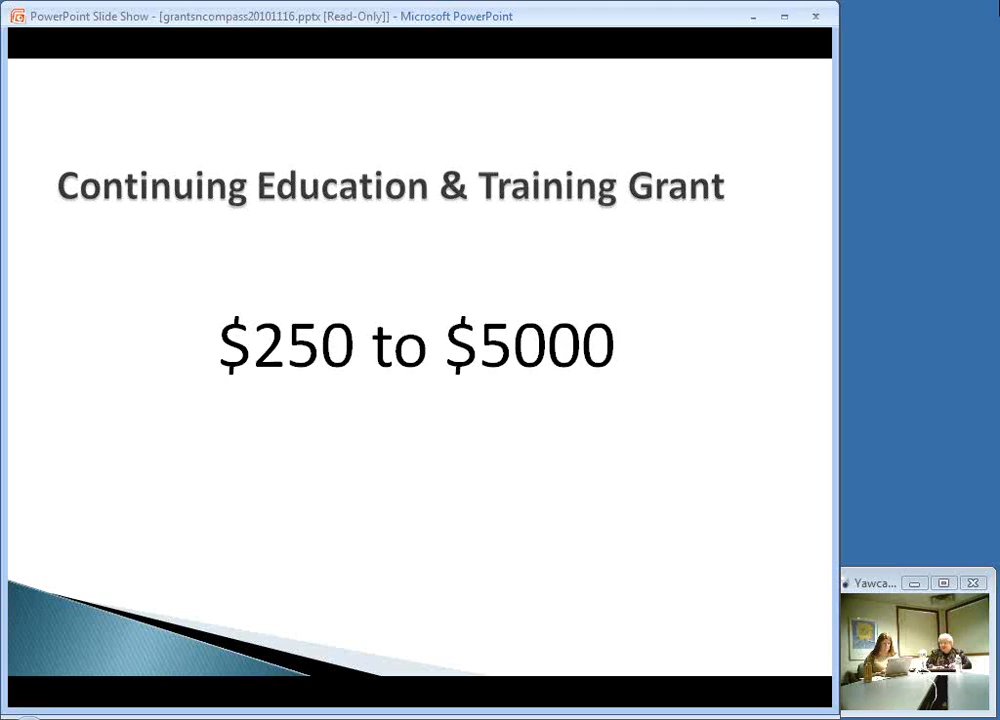 PowerPoint Slide Show - [grantsncompass20101116.pptx [Read-Only]] - Microsoft PowerPoint
Continuing Education & Training Grant
$250 to $5000
Yawca...